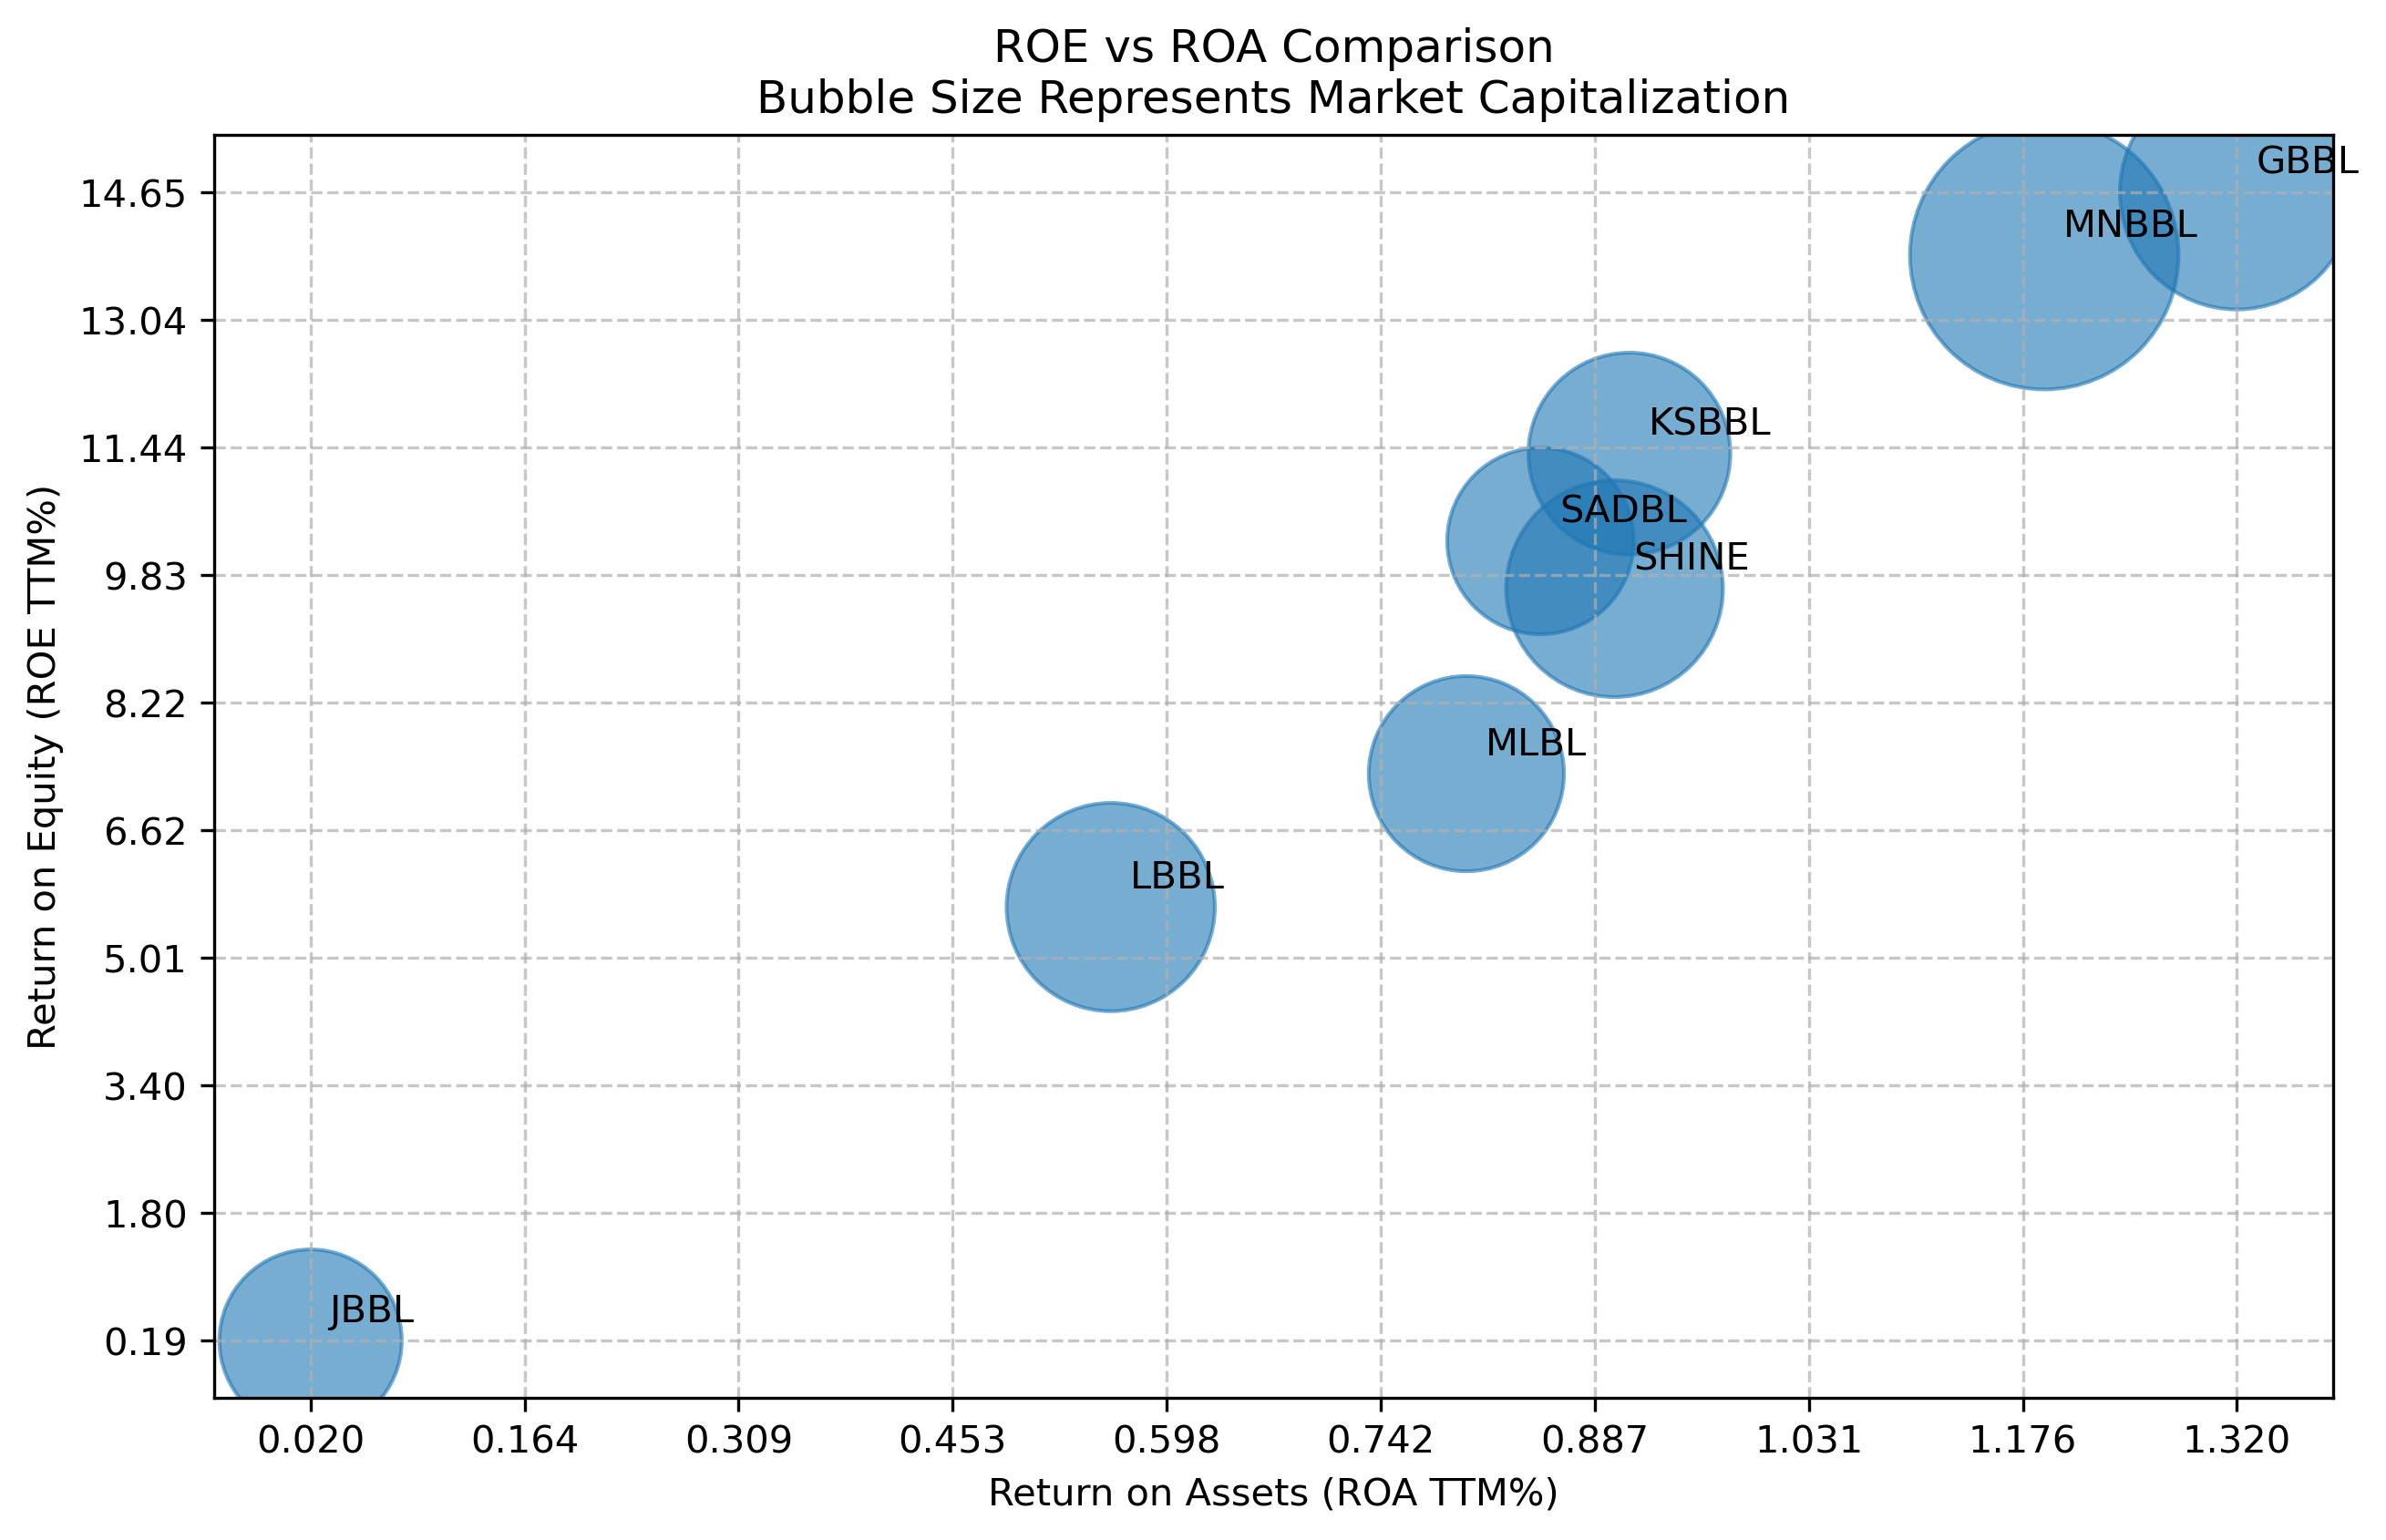 ROE vs ROA Comparison
Bubble Size Represents Market Capitalization
GBBL
14.65
MNBBL
13.04
KSBBL
11.44
SADBL
SHINE
9.83
8.22
MLBL
6.62
LBBL
5.01
3.40
1.80
JBBL
0.19
Return on Equity (ROE TTM%)
0.020 0.164 0.309 0.453 0.598 0.742 0.887 1.031 1.176 1.320
Return on Assets (ROA TTM%)